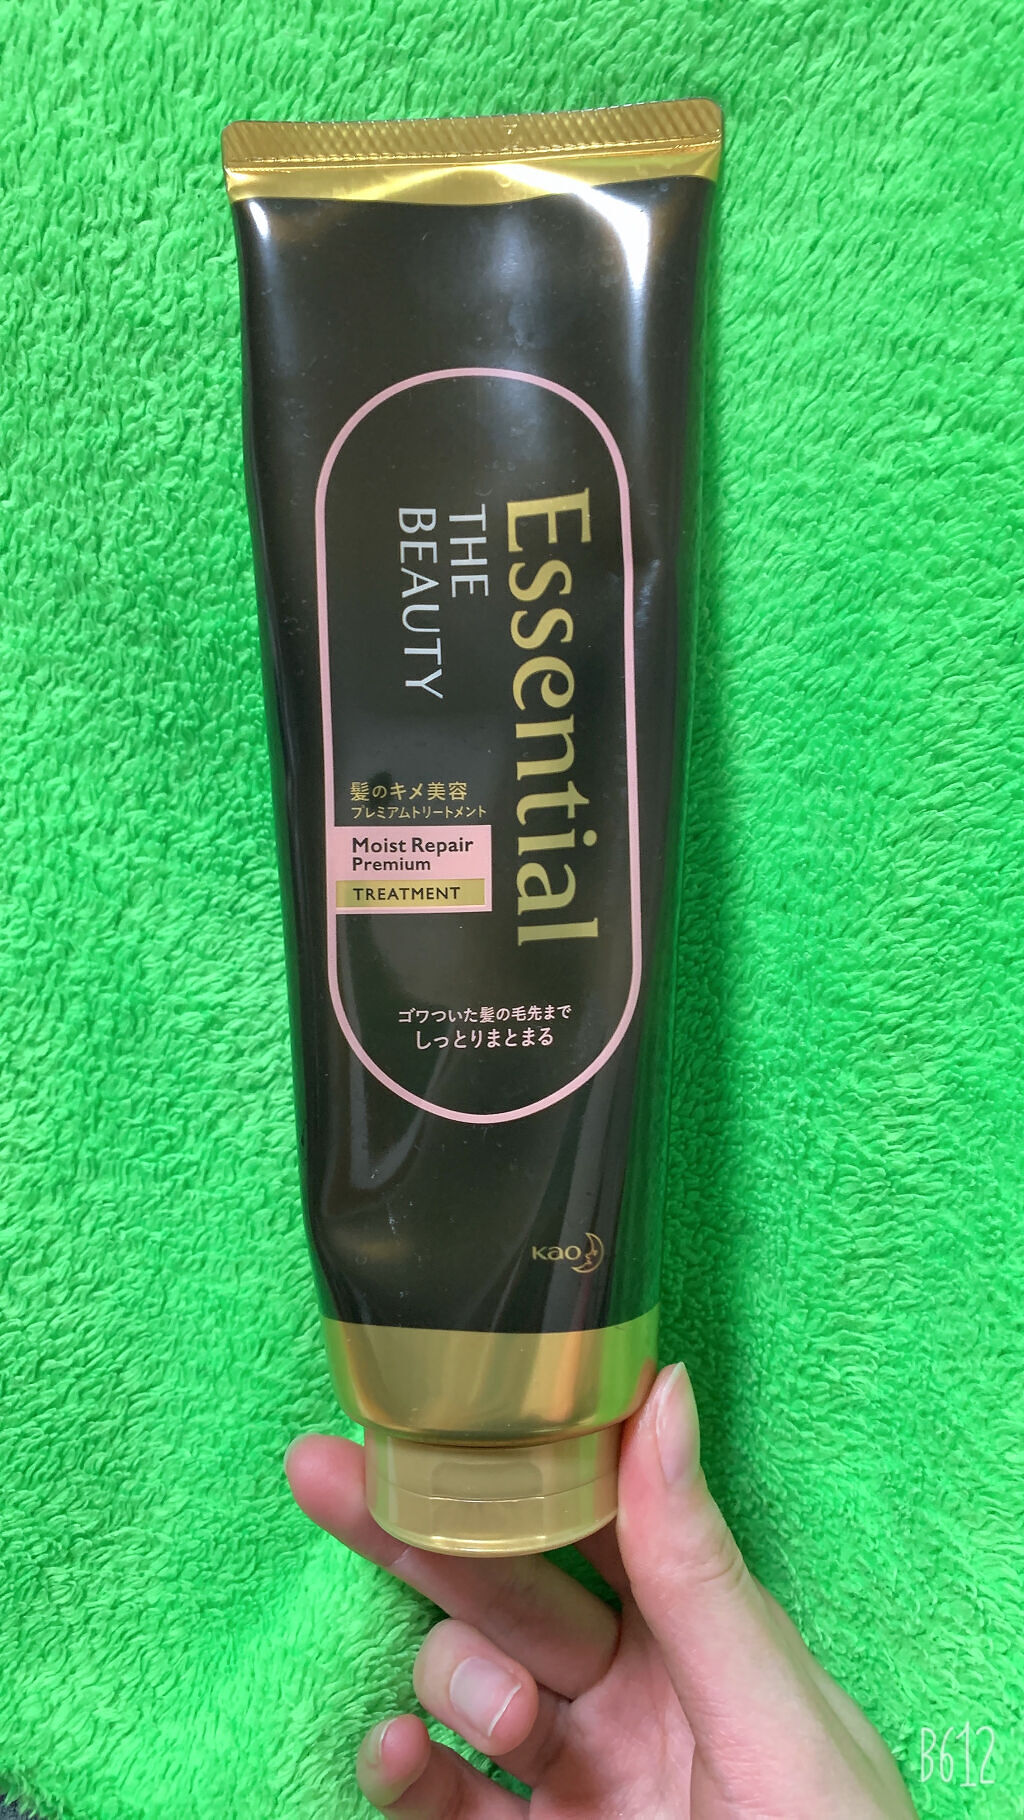 Essential
THE
BEAUTY
髪のキメ美容
プレミアムトリートメント
Moist Repair
Premium
TREATMENT
ゴワついた髪の毛先まで
しっとりまとまる
Kao
B612